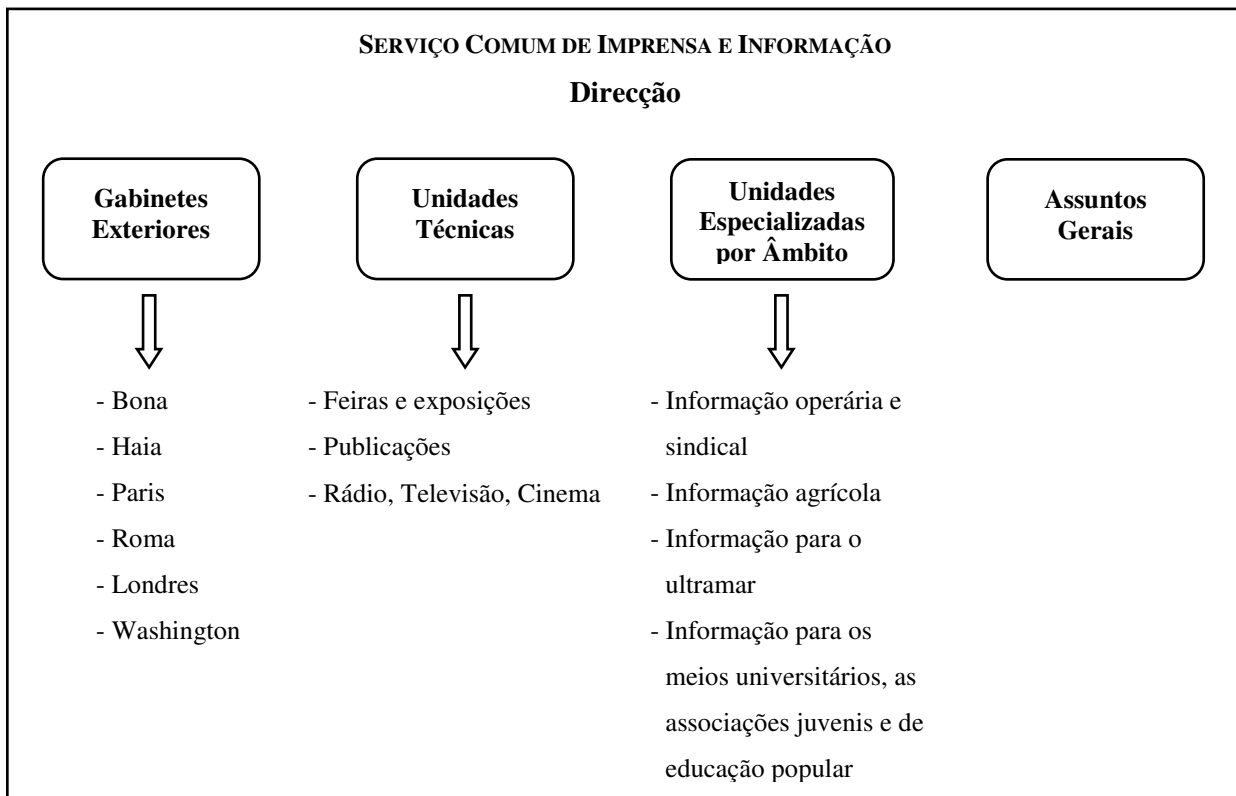 SERVIÇO COMUM DE IMPRENSA E INFORMAÇÃO
Direcção
Gabinetes
Exteriores
Unidades
Técnicas
Unidades
Especializadas
por Âmbito
Assuntos
Gerais
- Bona
- Haia
- Paris
- Roma
- Londres
- Washington
- Feiras e exposições
- Publicações
- Rádio, Televisão, Cinema
- Informação operária e
sindical
- Informação agrícola
- Informação para o
ultramar
- Informação para os
meios universitários, as
associações juvenis e de
educação popular